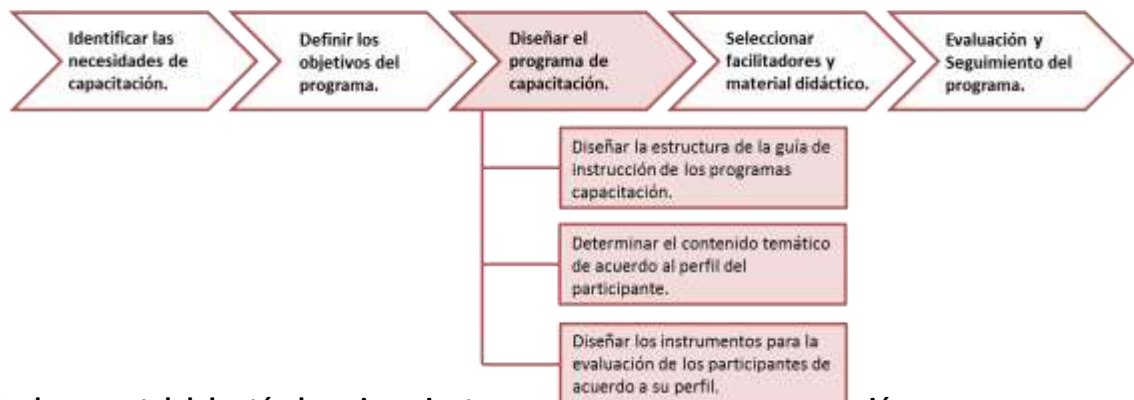 Identificar las
necesidades de
capacitación.
Definir los
objetivos del
programa.
Diseñar el
programa de
capacitación.
Seleccionar
facilitadores y
material didáctico.
Evaluación y
Seguimiento del
programa.
Diseñar la estructura de la guía de
instrucción de los programas
capacitación.
Determinar el contenido temático
de acuerdo al perfil del
participante.
Diseñar los instrumentos para la
evaluación de los participantes de
acuerdo a su perfil.